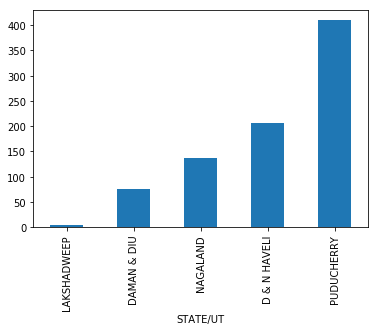 400
350
300
250
200
150
100
50
0
LAKSHADWEEP
DAMAN & DIU
NAGALAND
D & N HAVELI
PUDUCHERRY
STATE/UT